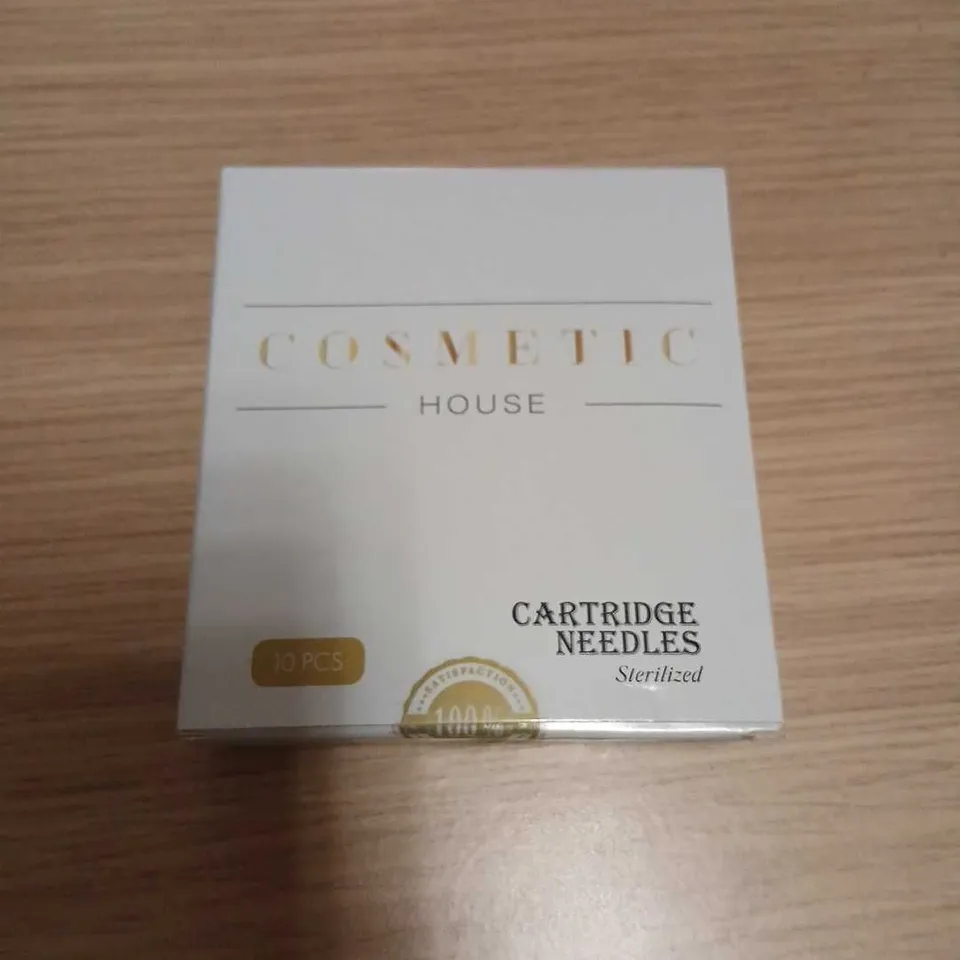 COSMETIC
HOUSE
CARTRIDGE
NEEDLES
Sterilized
10 PCS
SATISFACTION
100%